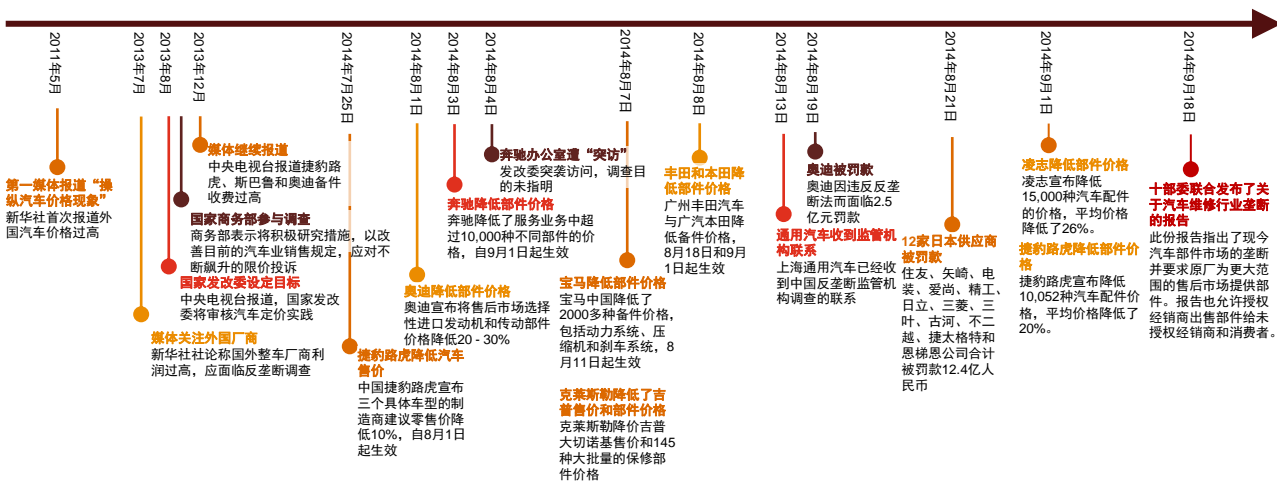 2011年5月
第一媒体报道“操
纵汽车价格现象”
新华社首次报道外
国汽车价格过高
2013年7月
媒体关注外国厂商
新华社社论称国外整车厂商利
润过高，应面临反垄断调查
2013年8月
国家发改委设定目标
中央电视台报道，国家发改
委将审核汽车定价实践
国家商务部参与调查
商务部表示将积极研究措施，以改
善目前的汽车业销售规定，应对不
断飙升的限价投诉
2013年12月
媒体继续报道
中央电视台报道捷豹路
虎、斯巴鲁和奥迪备件
收费过高
2014年7月25日
捷豹路虎降低汽车
售价
中国捷豹路虎宣布
三个具体车型的制
造商建议零售价降
低10%，自8月1日
起生效
2014年8月1日
奥迪降低部件价格
奥迪宣布将售后市场选择
性进口发动机和传动部件
价格降低20 - 30%
2014年8月3日
奔驰降低部件价格
奔驰降低了服务业务中超
过10,000种不同部件的价
格，自9月1日起生效
2014年8月4日
奔驰办公室遭“突访”
发改委突袭访问，调查目
的未指明
2014年8月7日
宝马降低部件价格
宝马中国降低了
2000多种备件价格，
包括动力系统、压
缩机和刹车系统，8
月11日起生效
克莱斯勒降低了吉
普售价和部件价格
克莱斯勒降价吉普
大切诺基售价和145
种大批量的保修部
件价格
2014年8月8日
丰田和本田降
低部件价格
广州丰田汽车
与广汽本田降
低备件价格，
8月18日和9月
1日起生效
2014年8月13日
通用汽车收到监管机
构联系
上海通用汽车已经收
到中国反垄断监管机
构调查的联系
2014年8月19日
奥迪被罚款
奥迪因违反反垄
断法而面临2.5
亿元罚款
2014年8月21日
12家日本供应商
被罚款
住友、矢崎、电
装、爱尚、精工、
日立、三菱、三
叶、古河、不二
越、捷太格特和
恩梯恩公司合计
被罚款12.4亿人
民币
2014年9月1日
凌志降低部件价格
凌志宣布降低
15,000种汽车配件
的价格，平均价格
降低了26%。
捷豹路虎降低部件价
格
捷豹路虎宣布降低
10,052种汽车配件价
格，平均价格降低了
20%。
2014年9月18日
十部委联合发布了关
于汽车维修行业垄断
的报告
此份报告指出了现今
汽车部件市场的垄断
并要求原厂为更大范
围的售后市场提供部
件。报告也允许授权
经销商出售部件给未
授权经销商和消费者。